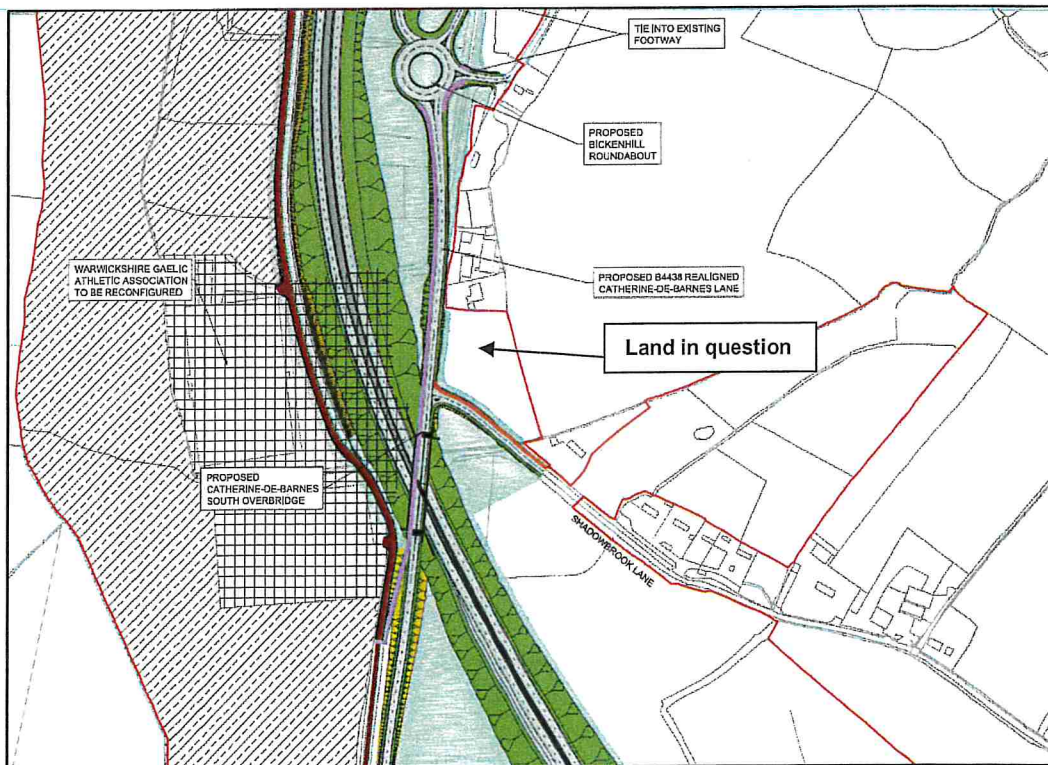 TIE INTO EXISTING
FOOTWAY
PROPOSED
BICKENHILL
ROUNDABOUT
WARWICKSHIRE GAELIC
ATHLETIC ASSOCIATION
TO BE RECONFIGURED
PROPOSED B4438 REALIGNED
CATHERINE-DE-BARNES LANE
Land in question
PROPOSED
CATHERINE-DE-BARNES
SOUTH OVERBRIDGE
SHADOWBROOK LANE